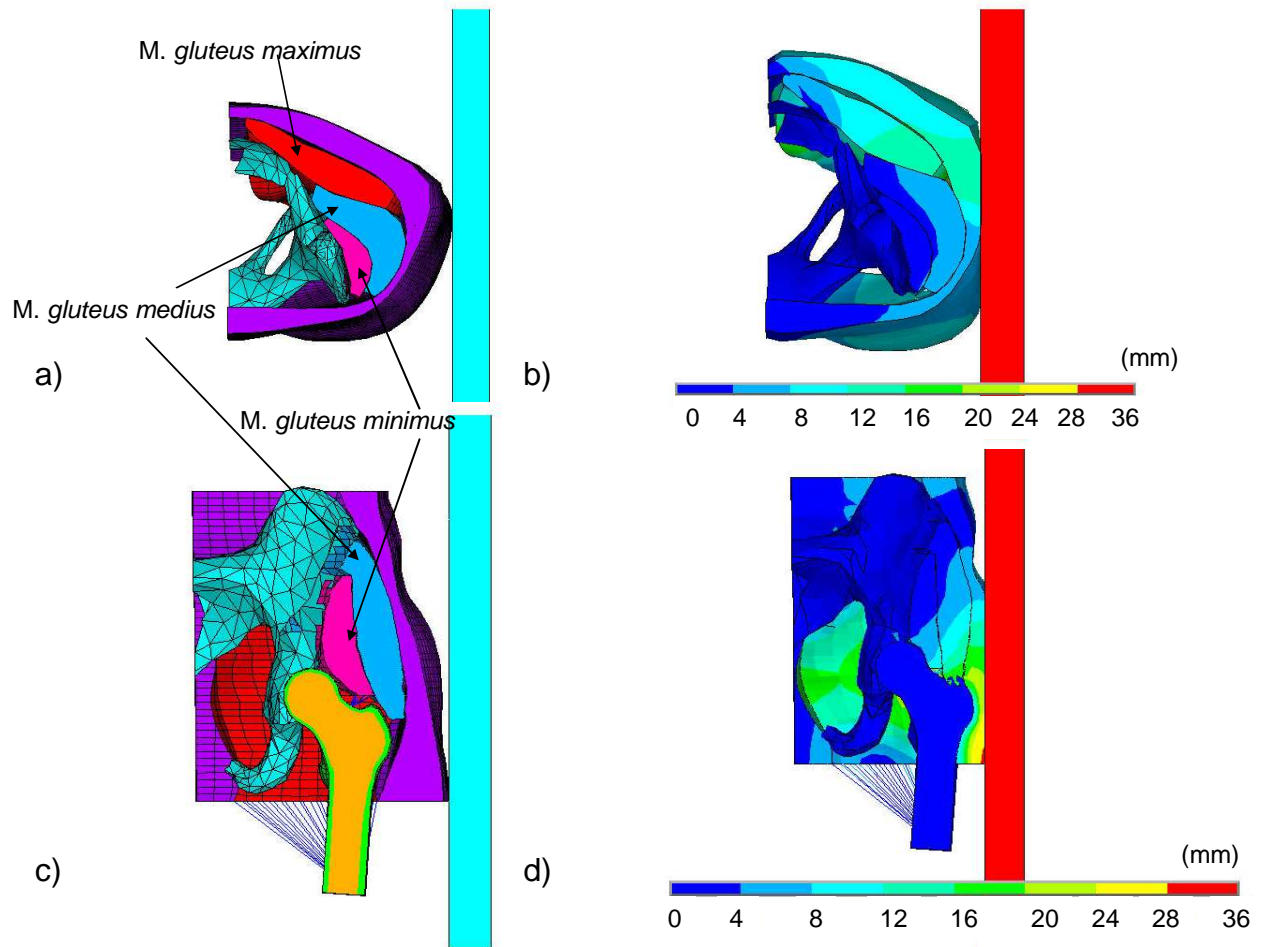 M. gluteus maximus
M. gluteus medius
a)
b)
(mm)
0 4 8 12 16 20 24 28 36
M. gluteus minimus
c)
d)
(mm)
0 4 8 12 16 20 24 28 36